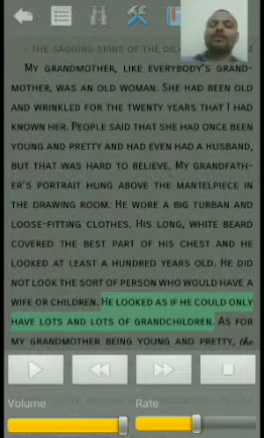 THE SAGGING SKINS OF THE
MY GRANDMOTHER, LIKE EVERYBODY'S GRAND-
MOTHER, WAS AN OLD WOMAN. SHE HAD BEEN OLD
AND WRINKLED FOR THE TWENTY YEARS THAT I HAD
KNOWN HER. PEOPLE SAID THAT SHE HAD ONCE BEEN
YOUNG AND PRETTY AND HAD EVEN HAD A HUSBAND,
BUT THAT WAS HARD TO BELIEVE. MY GRANDFATH-
ER'S PORTRAIT HUNG ABOVE THE MANTELPIECE IN
THE DRAWING ROOM. HE WORE A BIG TURBAN AND
LOOSE-FITTING CLOTHES. HIS LONG, WHITE BEARD
COVERED THE BEST PART OF HIS CHEST AND HE
LOOKED AT LEAST A HUNDRED YEARS OLD. HE DID
NOT LOOK THE SORT OF PERSON WHO WOULD HAVE A
WIFE OR CHILDREN. HE LOOKED AS IF HE COULD ONLY
HAVE LOTS AND LOTS OF GRANDCHILDREN. AS FOR
MY GRANDMOTHER BEING YOUNG AND PRETTY, the
Volume Rate